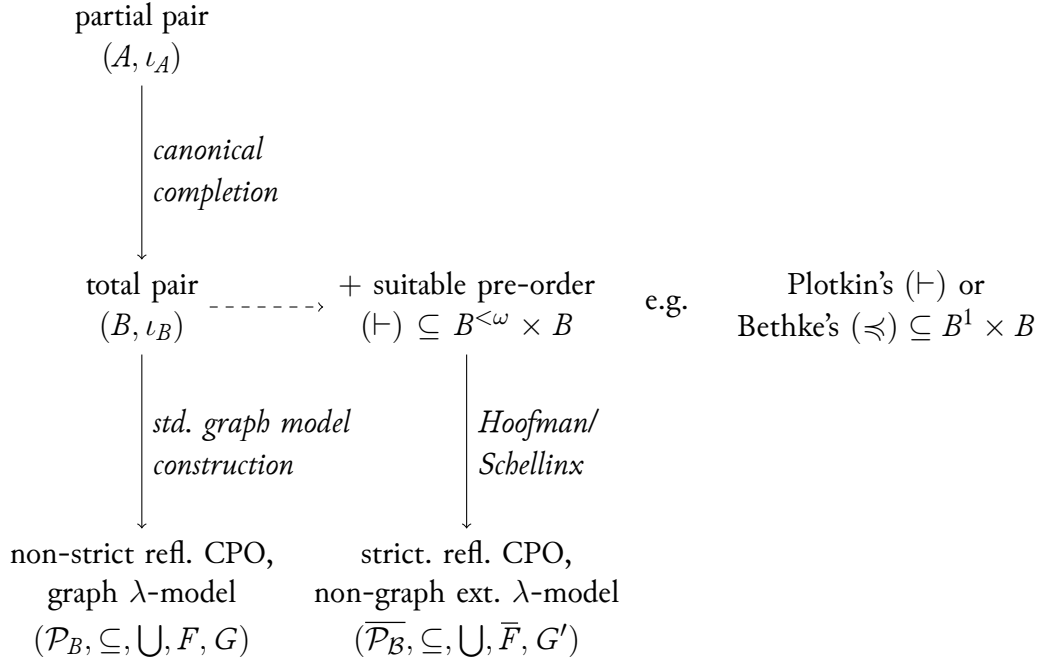 partial pair
(A, ι_A)
canonical
completion
total pair
(B, ι_B)
+ suitable pre-order
(⊢) ⊆ B^{<ω} × B
e.g.
Plotkin's (⊢) or
Bethke's (≼) ⊆ B^1 × B
std. graph model
construction
Hoofman/
Schellinx
non-strict refl. CPO,
graph λ-model
(𝒫_B, ⊆, ⋃, F, G)
strict. refl. CPO,
non-graph ext. λ-model
(\overline{𝒫_ℬ}, ⊆, ⋃, \overline{F}, G′)